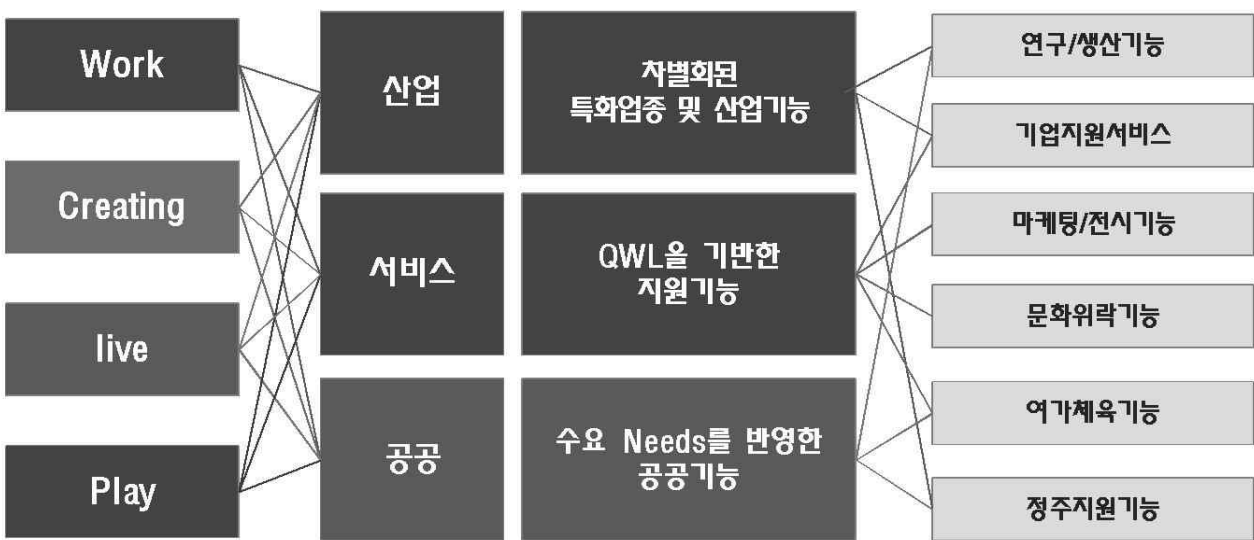 Work
Creating
live
Play
산업
서비스
공공
차별회된
특화업종 및 산업기능
QWL을 기반한
지원기능
수요 Needs를 반영한
공공기능
연구/생산기능
기업지원서비스
마케팅/전시기능
문화위락기능
여가체육기능
정주지원기능